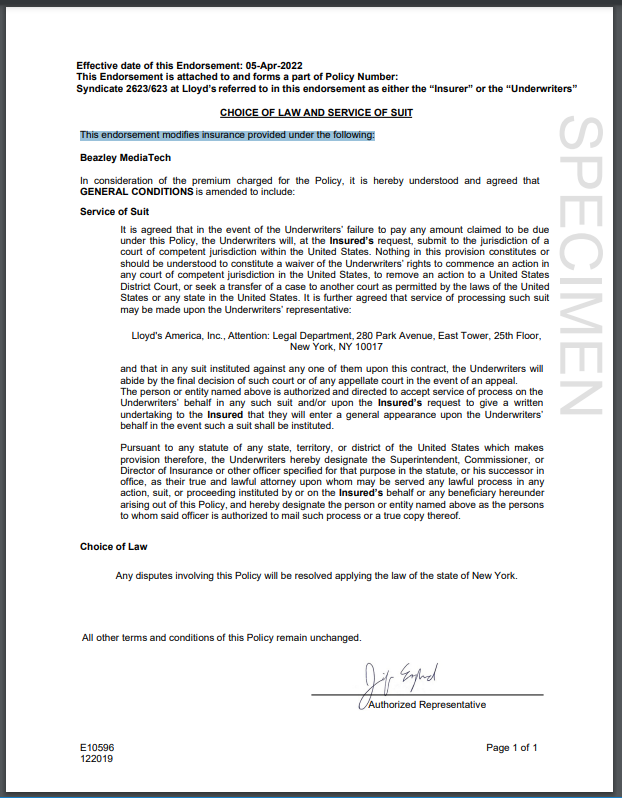 Effective date of this Endorsement: 05-Apr-2022
This Endorsement is attached to and forms a part of Policy Number:
Syndicate 2623/623 at Lloyd's referred to in this endorsement as either the “Insurer” or the “Underwriters”
CHOICE OF LAW AND SERVICE OF SUIT
This endorsement modifies insurance provided under the following:
Beazley MediaTech
In consideration of the premium charged for the Policy, it is hereby understood and agreed that
GENERAL CONDITIONS is amended to include:
Service of Suit
It is agreed that in the event of the Underwriters' failure to pay any amount claimed to be due
under this Policy, the Underwriters will, at the Insured's request, submit to the jurisdiction of a
court of competent jurisdiction within the United States. Nothing in this provision constitutes or
should be understood to constitute a waiver of the Underwriters' rights to commence an action in
any court of competent jurisdiction in the United States, to remove an action to a United States
District Court, or seek a transfer of a case to another court as permitted by the laws of the United
States or any state in the United States. It is further agreed that service of processing such suit
may be made upon the Underwriters' representative:
Lloyd's America, Inc., Attention: Legal Department, 280 Park Avenue, East Tower, 25th Floor,
New York, NY 10017
and that in any suit instituted against any one of them upon this contract, the Underwriters will
abide by the final decision of such court or of any appellate court in the event of an appeal.
The person or entity named above is authorized and directed to accept service of process on the
Underwriters' behalf in any such suit and/or upon the Insured's request to give a written
undertaking to the Insured that they will enter a general appearance upon the Underwriters'
behalf in the event such a suit shall be instituted.
Pursuant to any statute of any state, territory, or district of the United States which makes
provision therefore, the Underwriters hereby designate the Superintendent, Commissioner, or
Director of Insurance or other officer specified for that purpose in the statute, or his successor in
office, as their true and lawful attorney upon whom may be served any lawful process in any
action, suit, or proceeding instituted by or on the Insured's behalf or any beneficiary hereunder
arising out of this Policy, and hereby designate the person or entity named above as the persons
to whom said officer is authorized to mail such process or a true copy thereof.
Choice of Law
Any disputes involving this Policy will be resolved applying the law of the state of New York.
All other terms and conditions of this Policy remain unchanged.
Authorized Representative
E10596
122019
Page 1 of 1
SPECIMEN